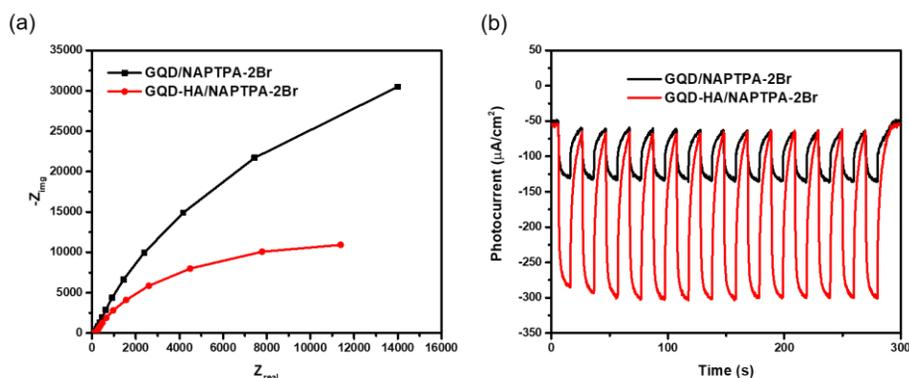 (a)
35000
30000
25000
20000
15000
10000
5000
0
-Z_img
GQD/NAPTPA-2Br
GQD-HA/NAPTPA-2Br
0 2000 4000 6000 8000 10000 12000 14000 16000
Z_real
(b)
50
0
-50
-100
-150
-200
-250
-300
-350
Photocurrent (μA/cm²)
GQD/NAPTPA-2Br
GQD-HA/NAPTPA-2Br
0 100 200 300
Time (s)